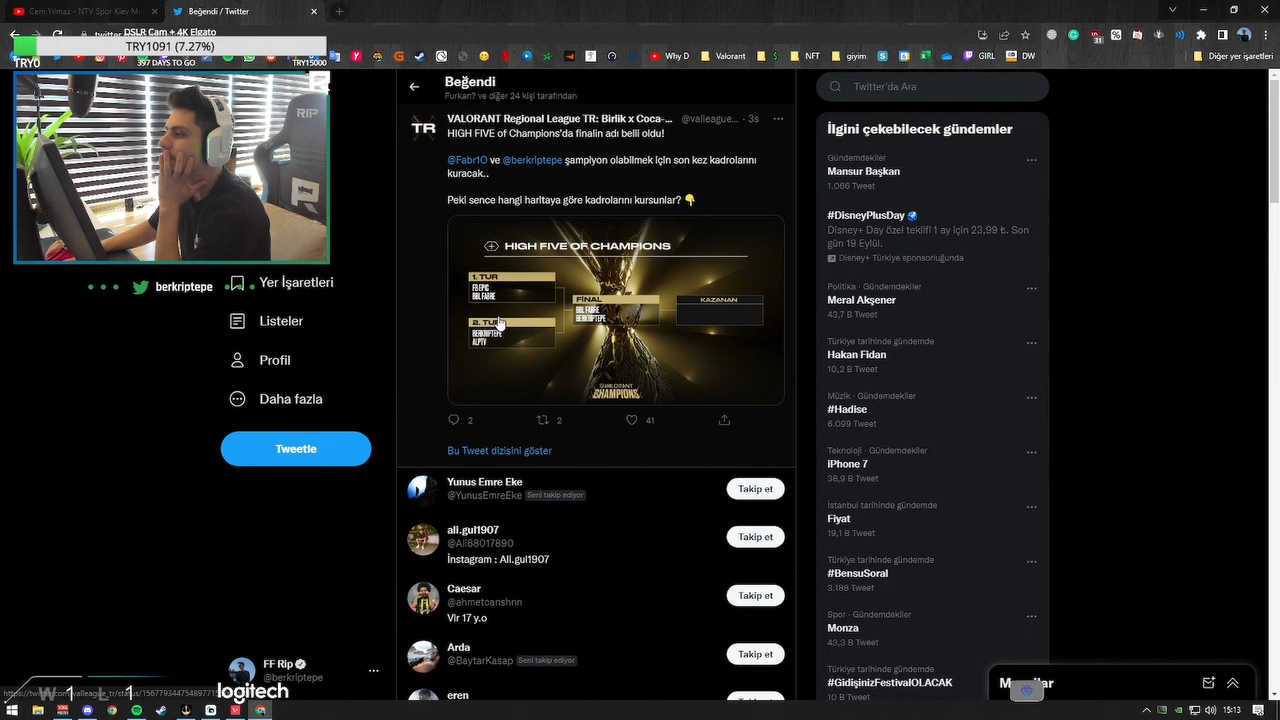 Cem Yılmaz – NTV Spor Kiev Mu
Beğendi / Twitter
DSLR Cam + 4K Elgato
TRY1091 (7.27%)
TRY0
397 DAYS TO GO
TRY15000
Why D
Valorant
NFT
giyim
GIRL
DW
RIP
berkriptepe
Yer İşaretleri
Listeler
Profil
Daha fazla
Tweetle
FF Rip
@berkriptepe
logitech
Beğendi
Furkan? ve diğer 24 kişi tarafından
TR
VALORANT Regional League TR: Birlik x Coca-... @valleague... · 3s
HIGH FIVE of Champions'da finalin adı belli oldu!
@Fabr1O ve @berkriptepe şampiyon olabilmek için son kez kadrolarını
kuracak..
Peki sence hangi haritaya göre kadrolarını kursunlar? 👇
HIGH FIVE OF CHAMPIONS
1. TUR
FB EPIC
BBL FABRE
2. TUR
BERKRIPTEPE
ALPTV
FİNAL
BBL FABRE
BERKRIPTEPE
KAZANAN
VALORANT
CHAMPIONS
2
2
41
Bu Tweet dizisini göster
Yunus Emre Eke
@YunusEmreEke Seni takip ediyor
Takip et
ali.gul1907
@Ali68017890
İnstagram : Ali.gul1907
Takip et
Caesar
@ahmetcanshnn
Vlr 17 y.o
Takip et
Arda
@BaytarKasap Seni takip ediyor
Takip et
eren
Twitter'da Ara
İlgini çekebilecek gündemler
Gündemdekiler
Mansur Başkan
1.066 Tweet
#DisneyPlusDay
Disney+ Day özel teklifi 1 ay için 23,99 ₺. Son
gün 19 Eylül.
Disney+ Türkiye sponsorluğunda
Politika · Gündemdekiler
Meral Akşener
43,7 B Tweet
Türkiye tarihinde gündemde
Hakan Fidan
10,2 B Tweet
Müzik · Gündemdekiler
#Hadise
6.099 Tweet
Teknoloji · Gündemdekiler
iPhone 7
38,9 B Tweet
İstanbul tarihinde gündemde
Fiyat
19,1 B Tweet
Türkiye tarihinde gündemde
#BensuSoral
3.188 Tweet
Spor · Gündemdekiler
Monza
43,3 B Tweet
Türkiye tarihinde gündemde
#GidişinizFestivalOLACAK
10 B Tweet
15:13